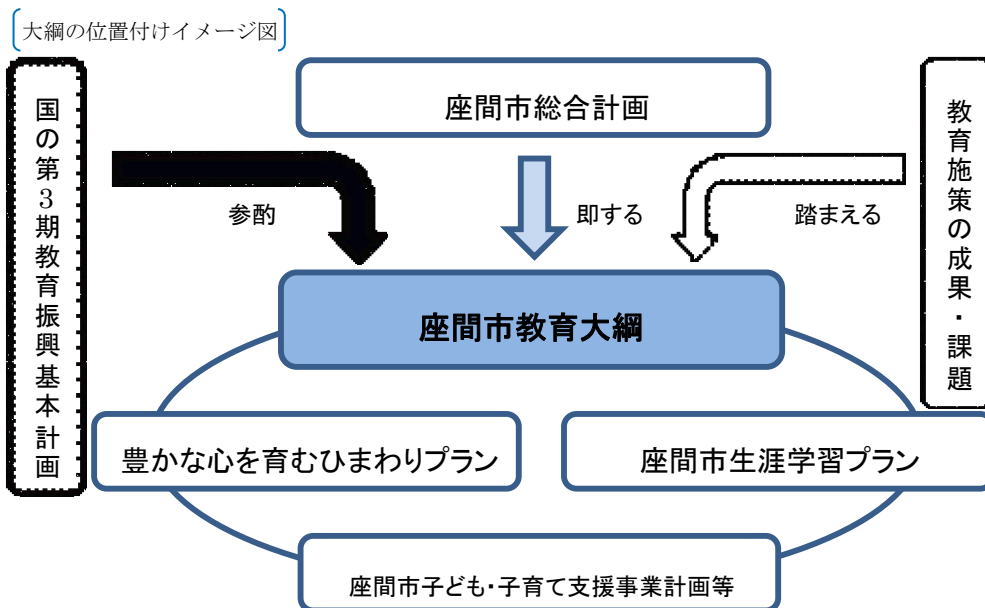 大綱の位置付けイメージ図
座間市総合計画
国の第3期教育振興基本計画
教育施策の成果・課題
参酌
即する
踏まえる
座間市教育大綱
豊かな心を育むひまわりプラン
座間市生涯学習プラン
座間市子ども・子育て支援事業計画等